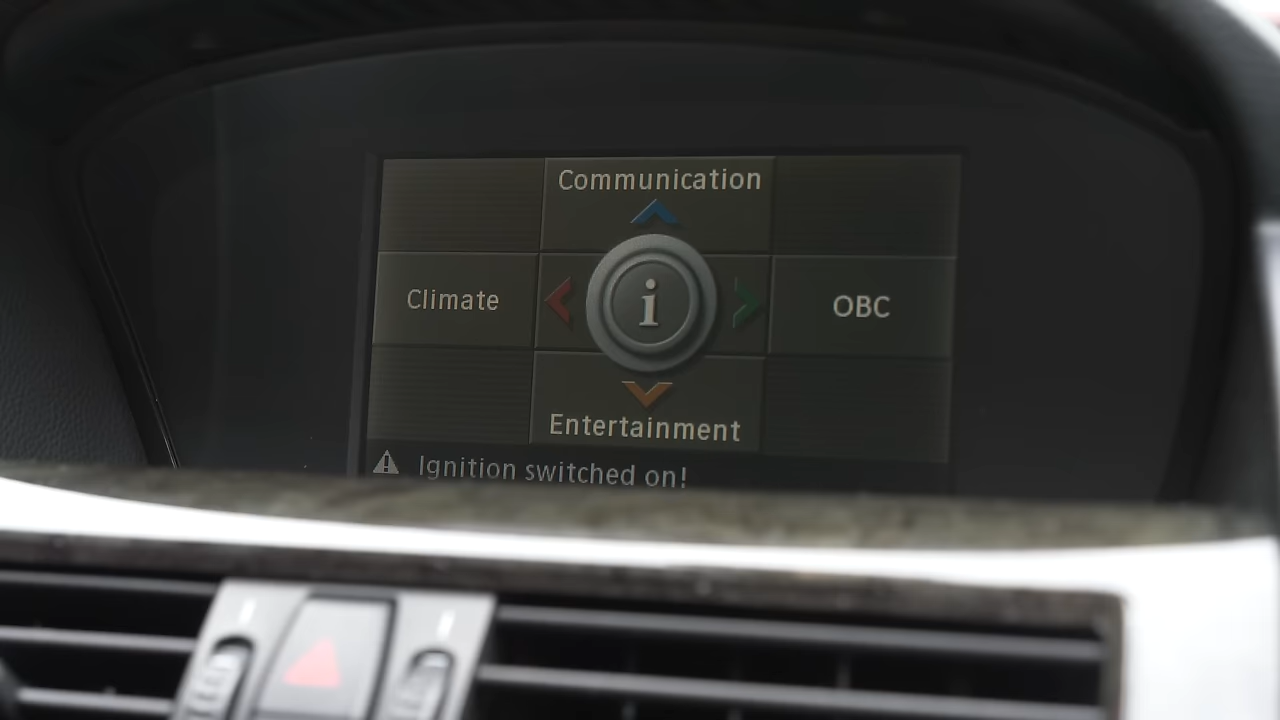 Communication
Climate
i
OBC
Entertainment
Ignition switched on!